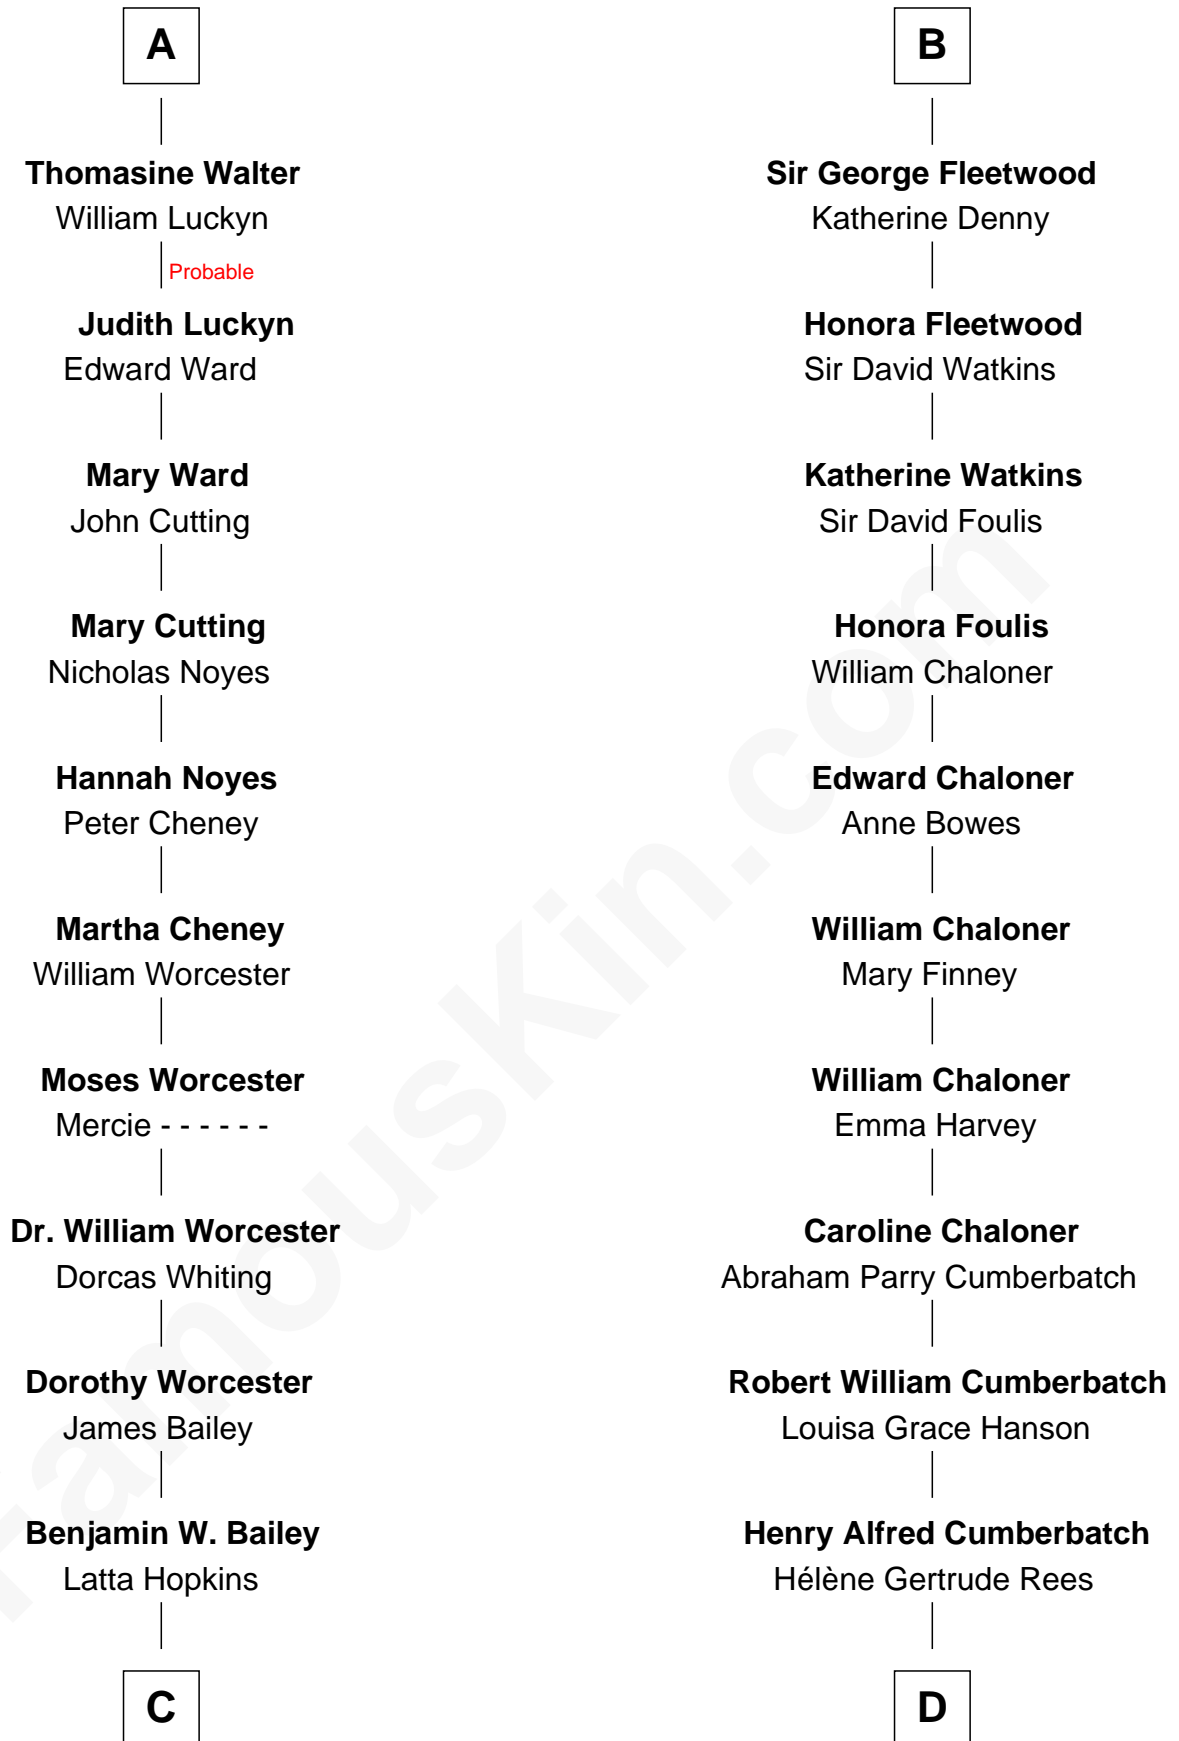 A
Thomasine Walter
William Luckyn
Probable
Judith Luckyn
Edward Ward
Mary Ward
John Cutting
Mary Cutting
Nicholas Noyes
Hannah Noyes
Peter Cheney
Martha Cheney
William Worcester
Moses Worcester
Mercie - - - - - -
Dr. William Worcester
Dorcas Whiting
Dorothy Worcester
James Bailey
Benjamin W. Bailey
Latta Hopkins
C
B
Sir George Fleetwood
Katherine Denny
Honora Fleetwood
Sir David Watkins
Katherine Watkins
Sir David Foulis
Honora Foulis
William Chaloner
Edward Chaloner
Anne Bowes
William Chaloner
Mary Finney
William Chaloner
Emma Harvey
Caroline Chaloner
Abraham Parry Cumberbatch
Robert William Cumberbatch
Louisa Grace Hanson
Henry Alfred Cumberbatch
Hélène Gertrude Rees
D
FamousKin.com